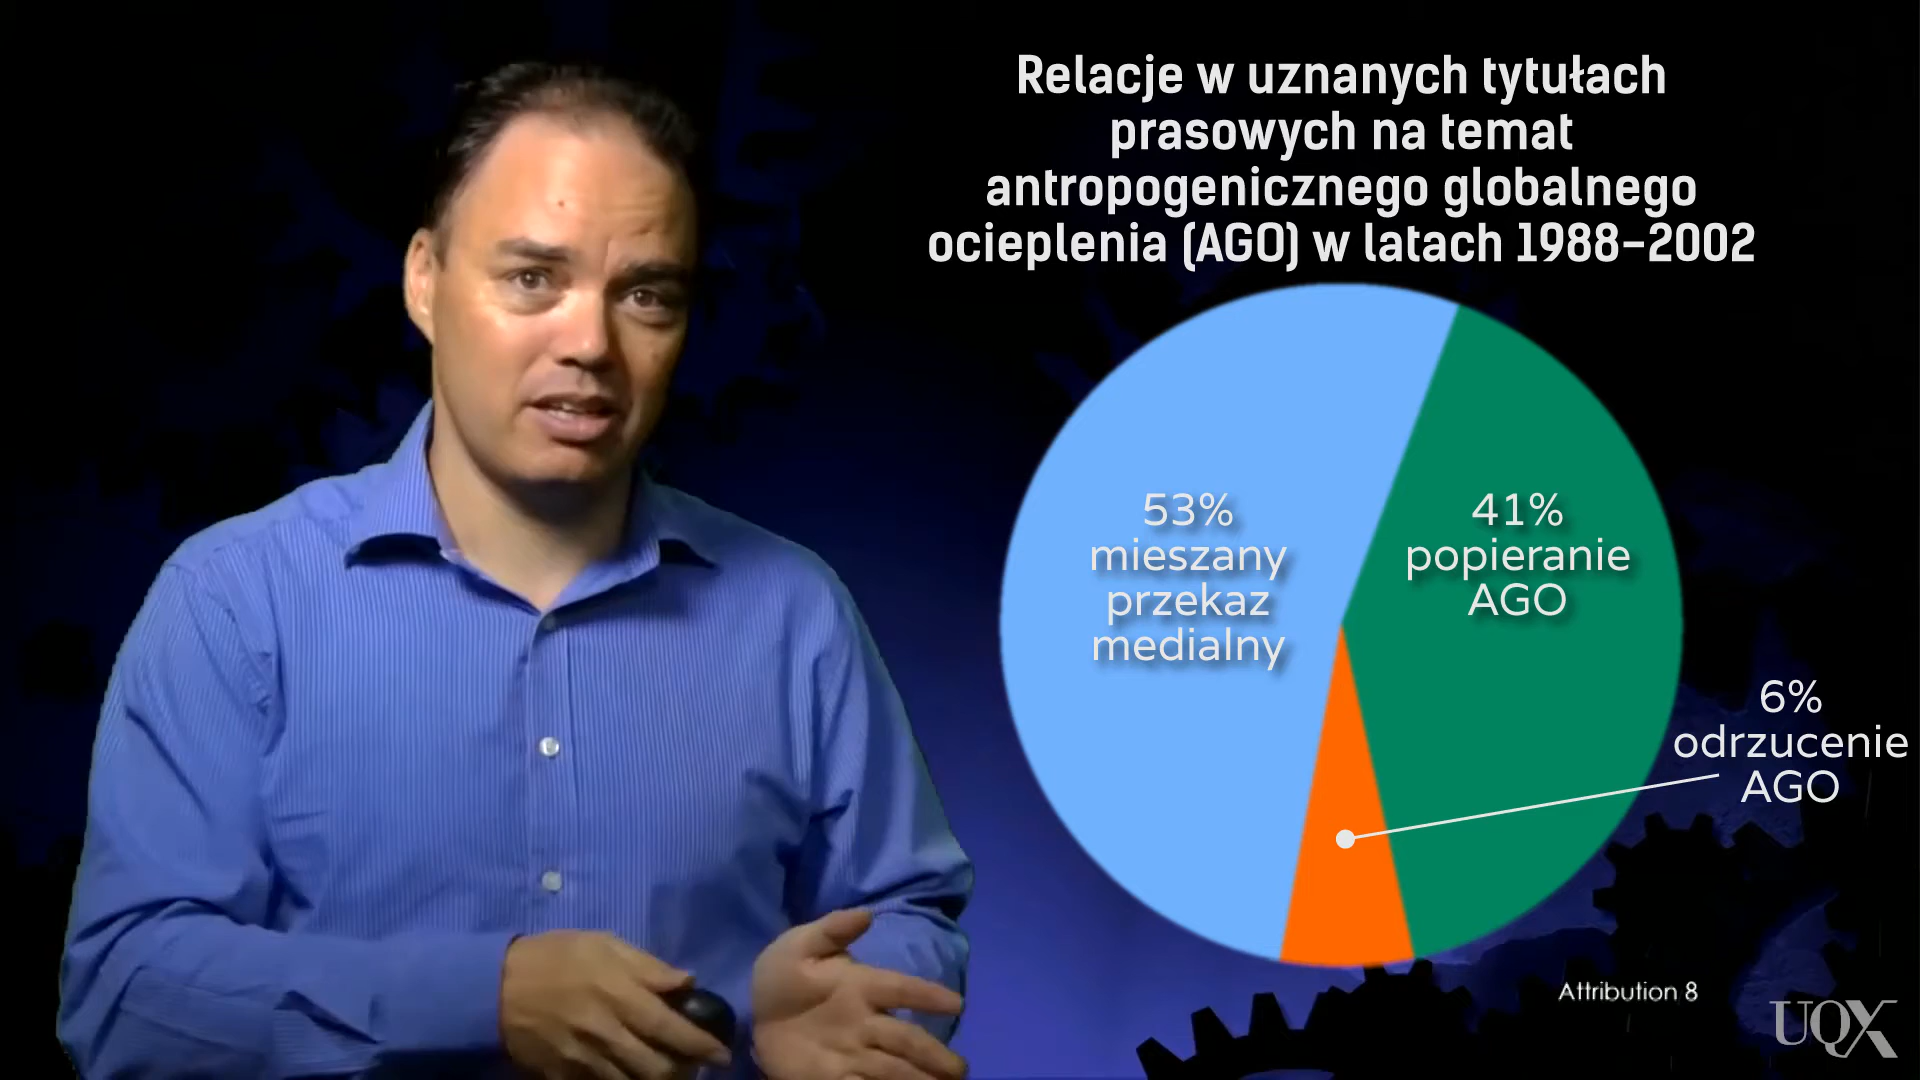 Relacje w uznanych tytułach
prasowych na temat
antropogenicznego globalnego
ocieplenia (AGO) w latach 1988–2002
53%
mieszany
przekaz
medialny
41%
popieranie
AGO
6%
odrzucenie
AGO
Attribution 8
UQX